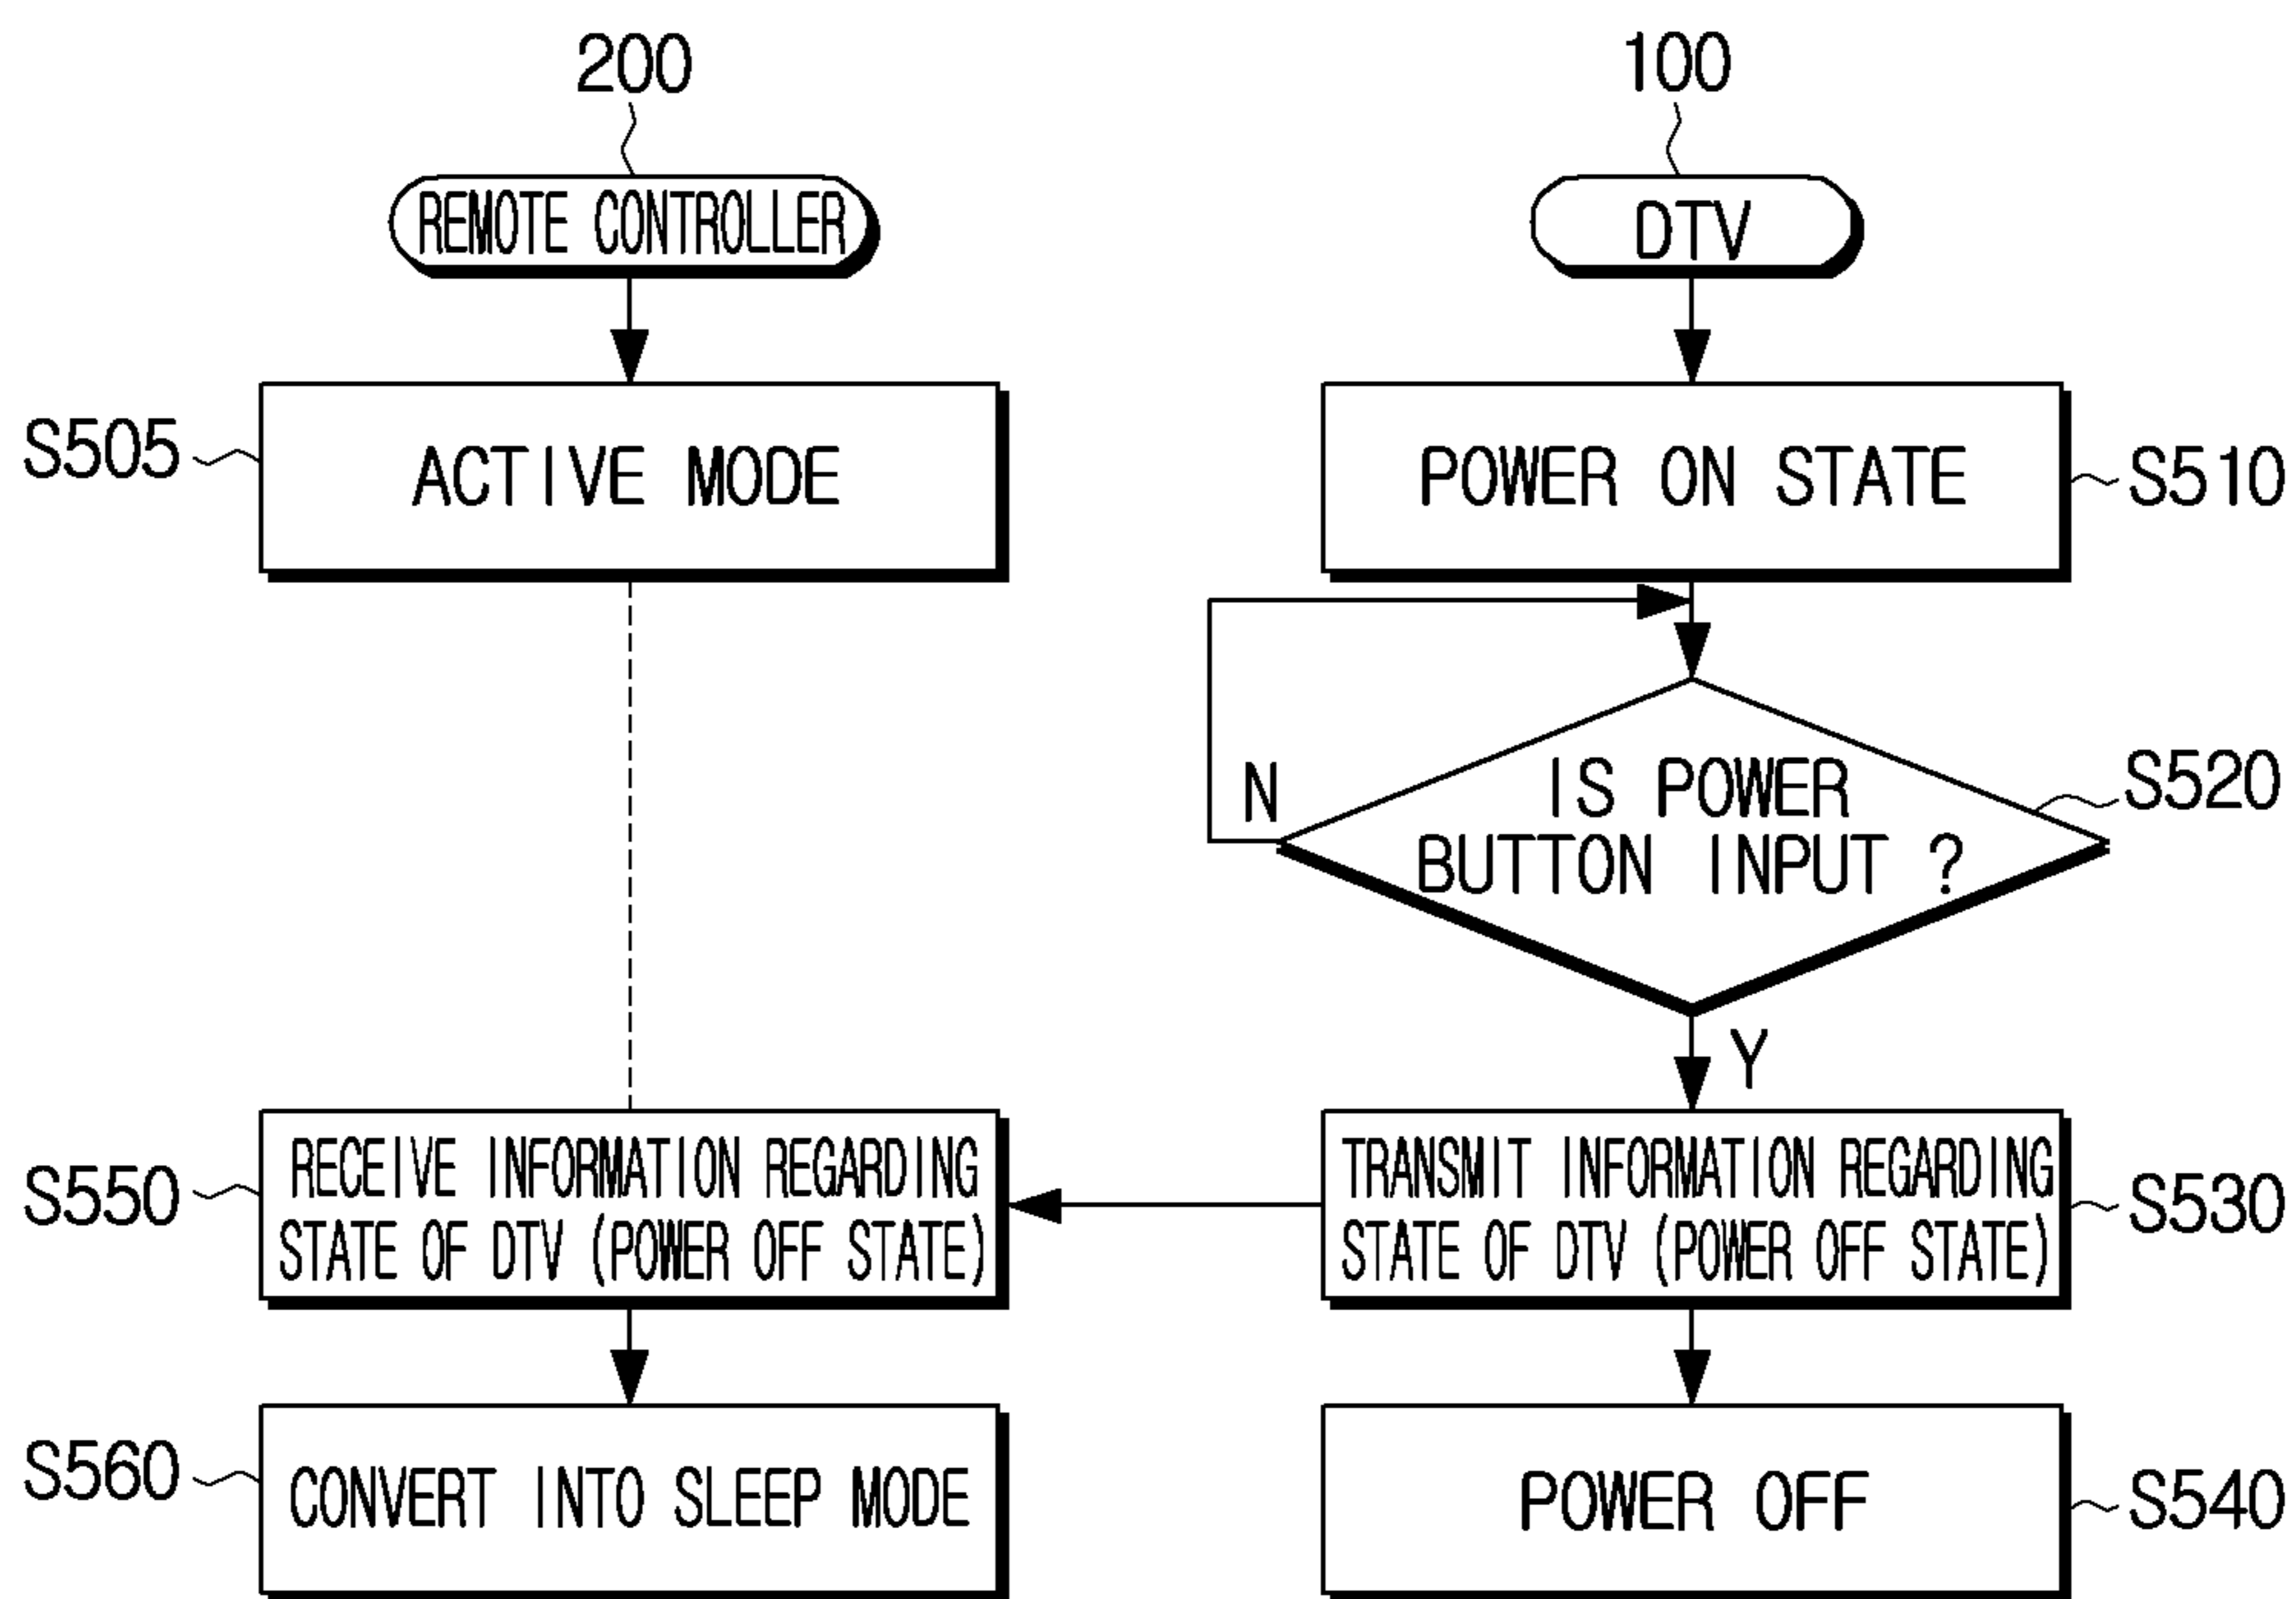 200
100
REMOTE CONTROLLER
DTV
S505
ACTIVE MODE
POWER ON STATE
S510
N
IS POWER
BUTTON INPUT ?
S520
Y
S550
RECEIVE INFORMATION REGARDING
STATE OF DTV (POWER OFF STATE)
TRANSMIT INFORMATION REGARDING
STATE OF DTV (POWER OFF STATE)
S530
S560
CONVERT INTO SLEEP MODE
POWER OFF
S540